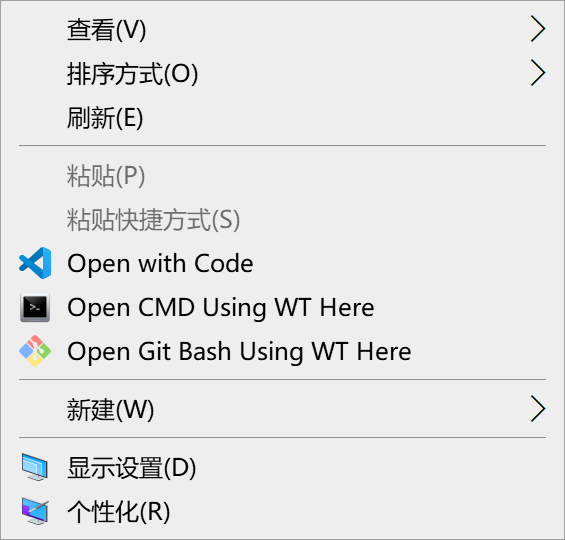 查看(V)
排序方式(O)
刷新(E)
粘贴(P)
粘贴快捷方式(S)
Open with Code
Open CMD Using WT Here
Open Git Bash Using WT Here
新建(W)
显示设置(D)
个性化(R)